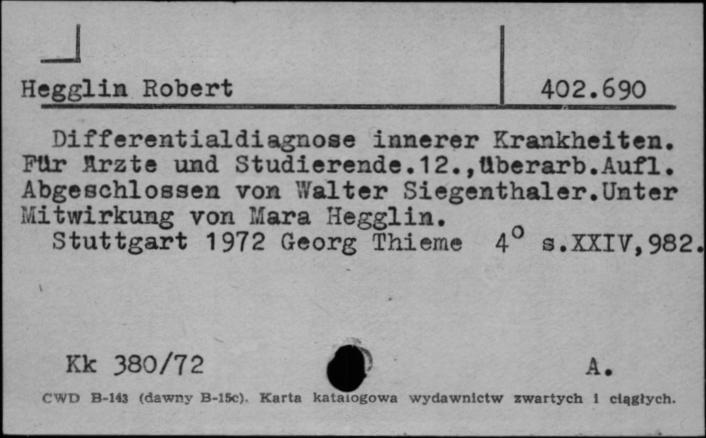 Hegglin Robert 402.690
Differentialdiagnose innerer Krankheiten.
Für Ärzte und Studierende.12.,überarb.Aufl.
Abgeschlossen von Walter Siegenthaler.Unter
Mitwirkung von Mara Hegglin.
Stuttgart 1972 Georg Thieme 4° s.XXIV,982.
Kk 380/72 A.
CWD B-143 (dawny B-15c). Karta katalogowa wydawnictw zwartych i ciągłych.